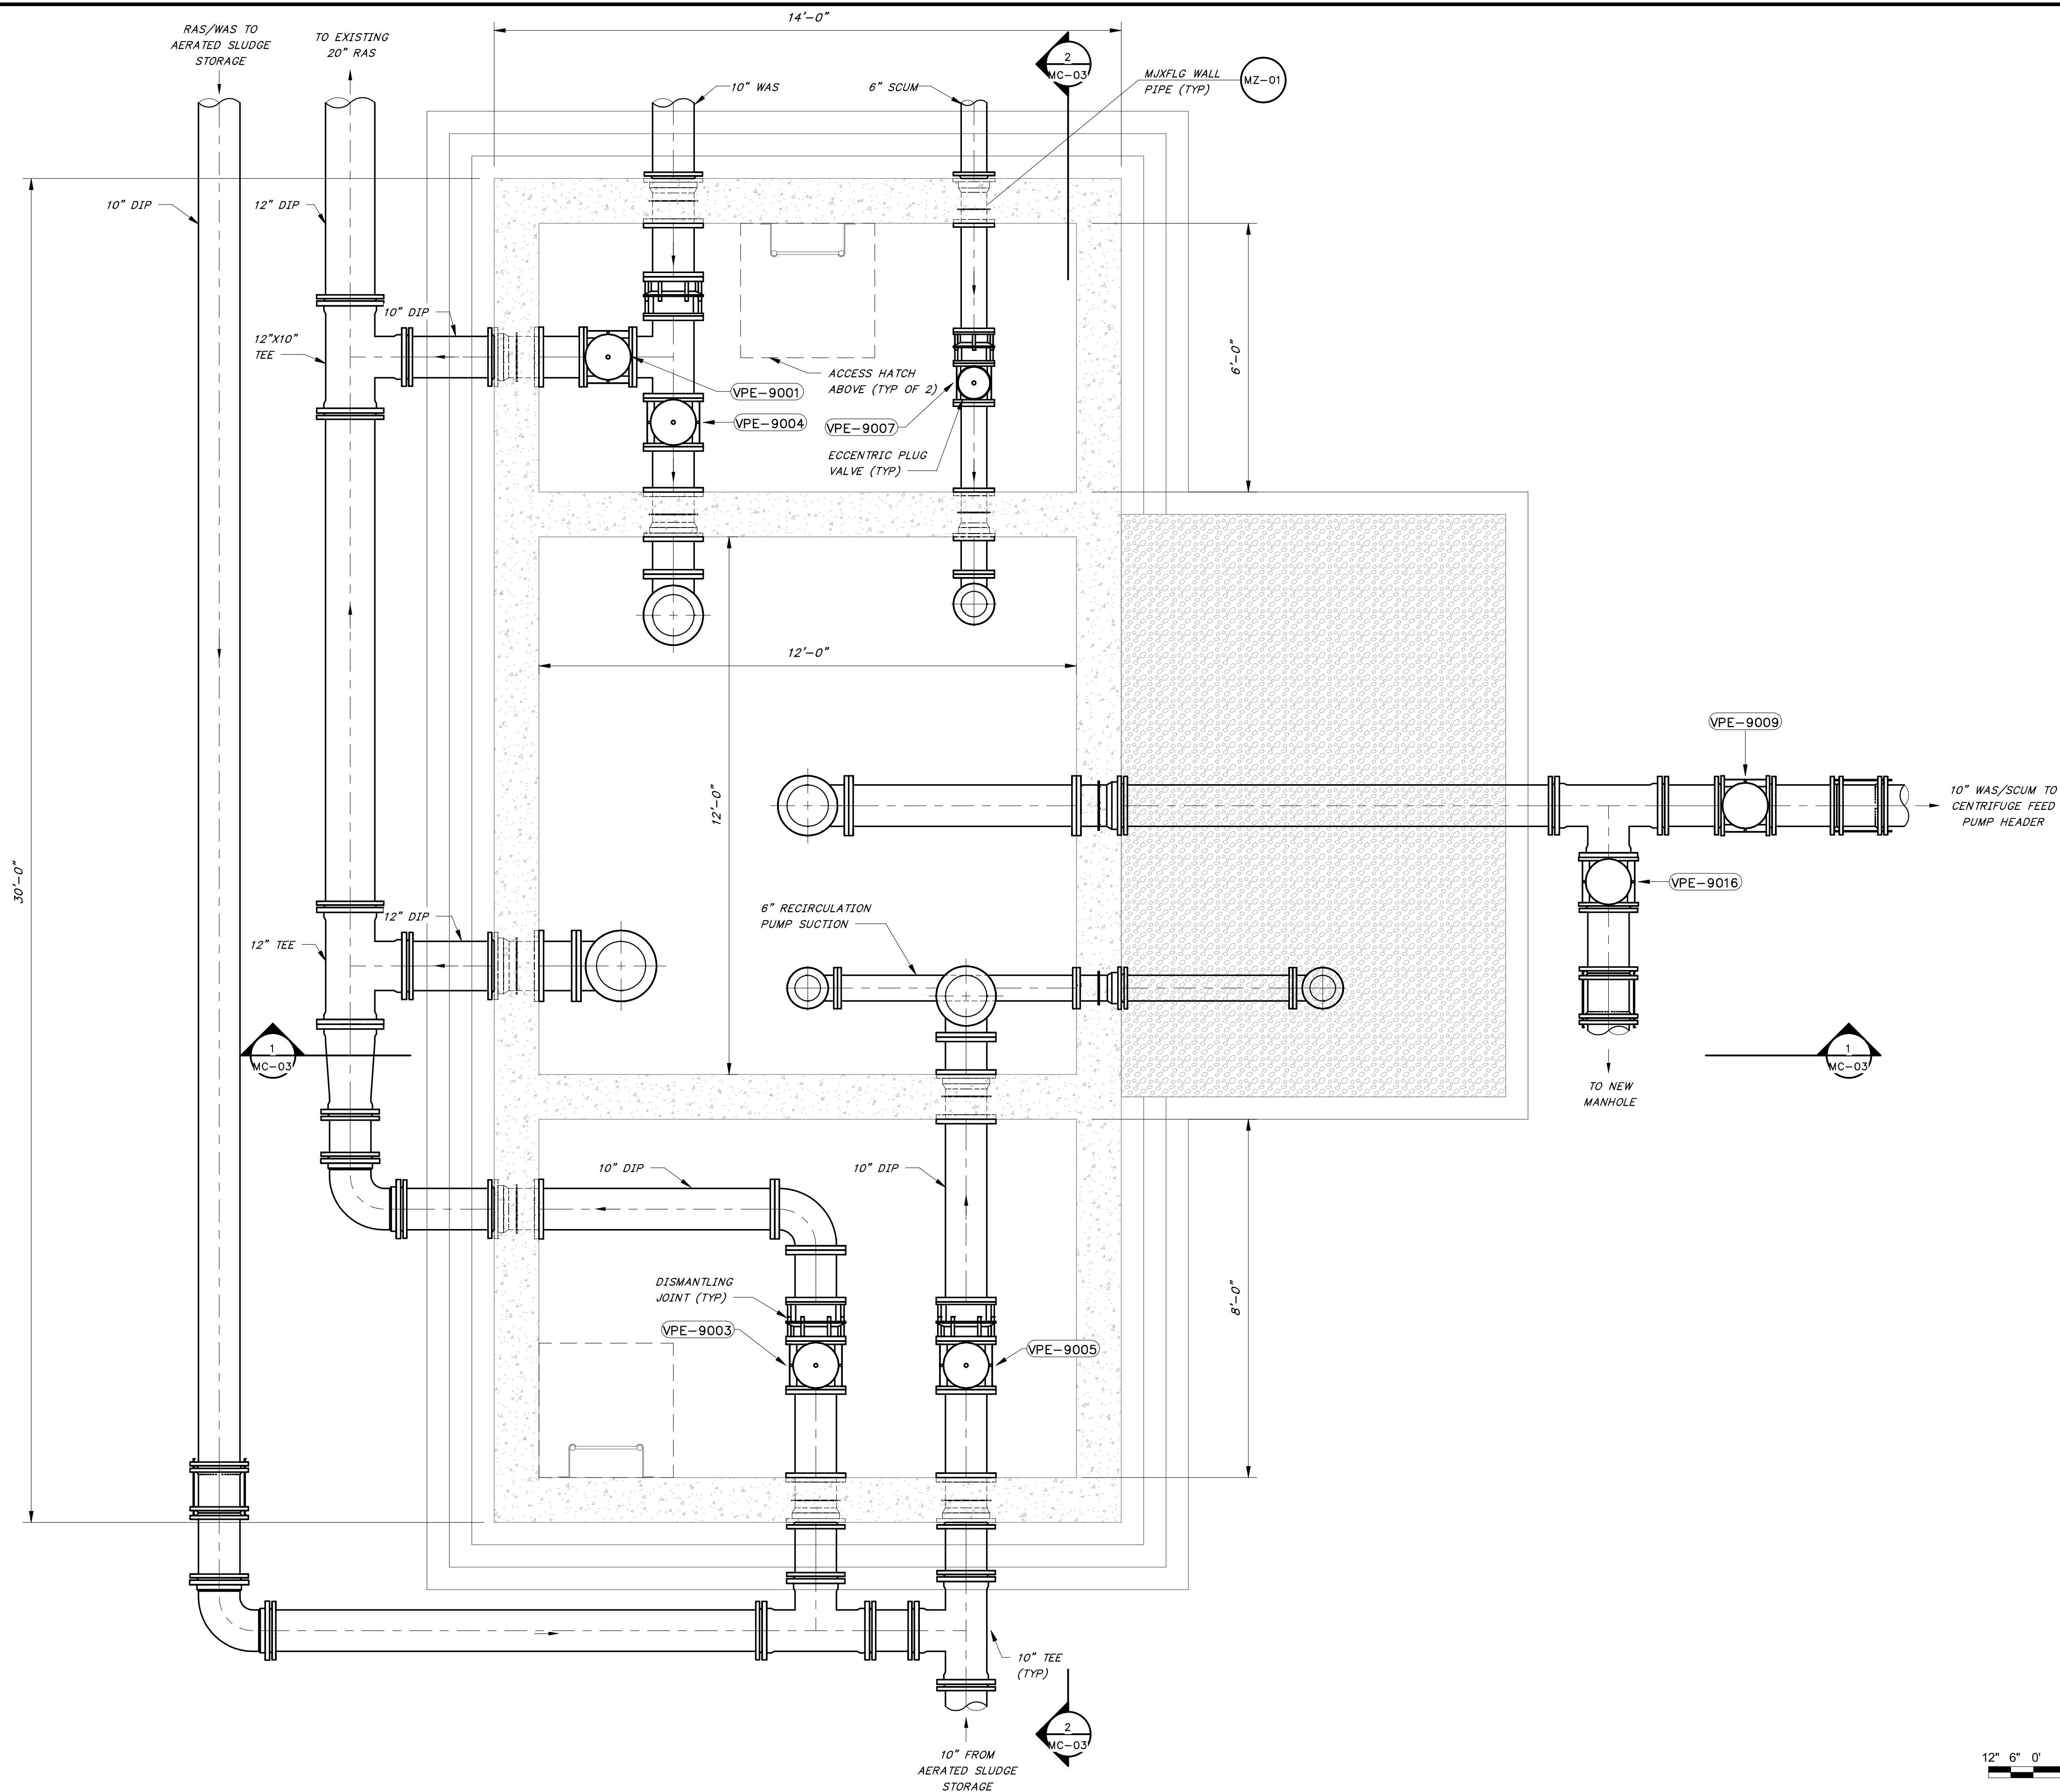 14'-0"
RAS/WAS TO
AERATED SLUDGE
STORAGE
TO EXISTING
20" RAS
2
MC-03
10" WAS
6" SCUM
MJXFLG WALL
PIPE (TYP)
MZ-01
10" DIP
12" DIP
10" DIP
12"X10"
TEE
6'-0"
ACCESS HATCH
ABOVE (TYP OF 2)
VPE-9001
VPE-9004
VPE-9007
ECCENTRIC PLUG
VALVE (TYP)
12'-0"
VPE-9009
12'-0"
10" WAS/SCUM TO
CENTRIFUGE FEED
PUMP HEADER
30'-0"
VPE-9016
6" RECIRCULATION
PUMP SUCTION
12" DIP
12" TEE
1
MC-03
1
MC-03
TO NEW
MANHOLE
10" DIP
10" DIP
DISMANTLING
JOINT (TYP)
8'-0"
VPE-9003
VPE-9005
10" TEE
(TYP)
2
MC-03
10" FROM
AERATED SLUDGE
STORAGE
12" 6" 0'